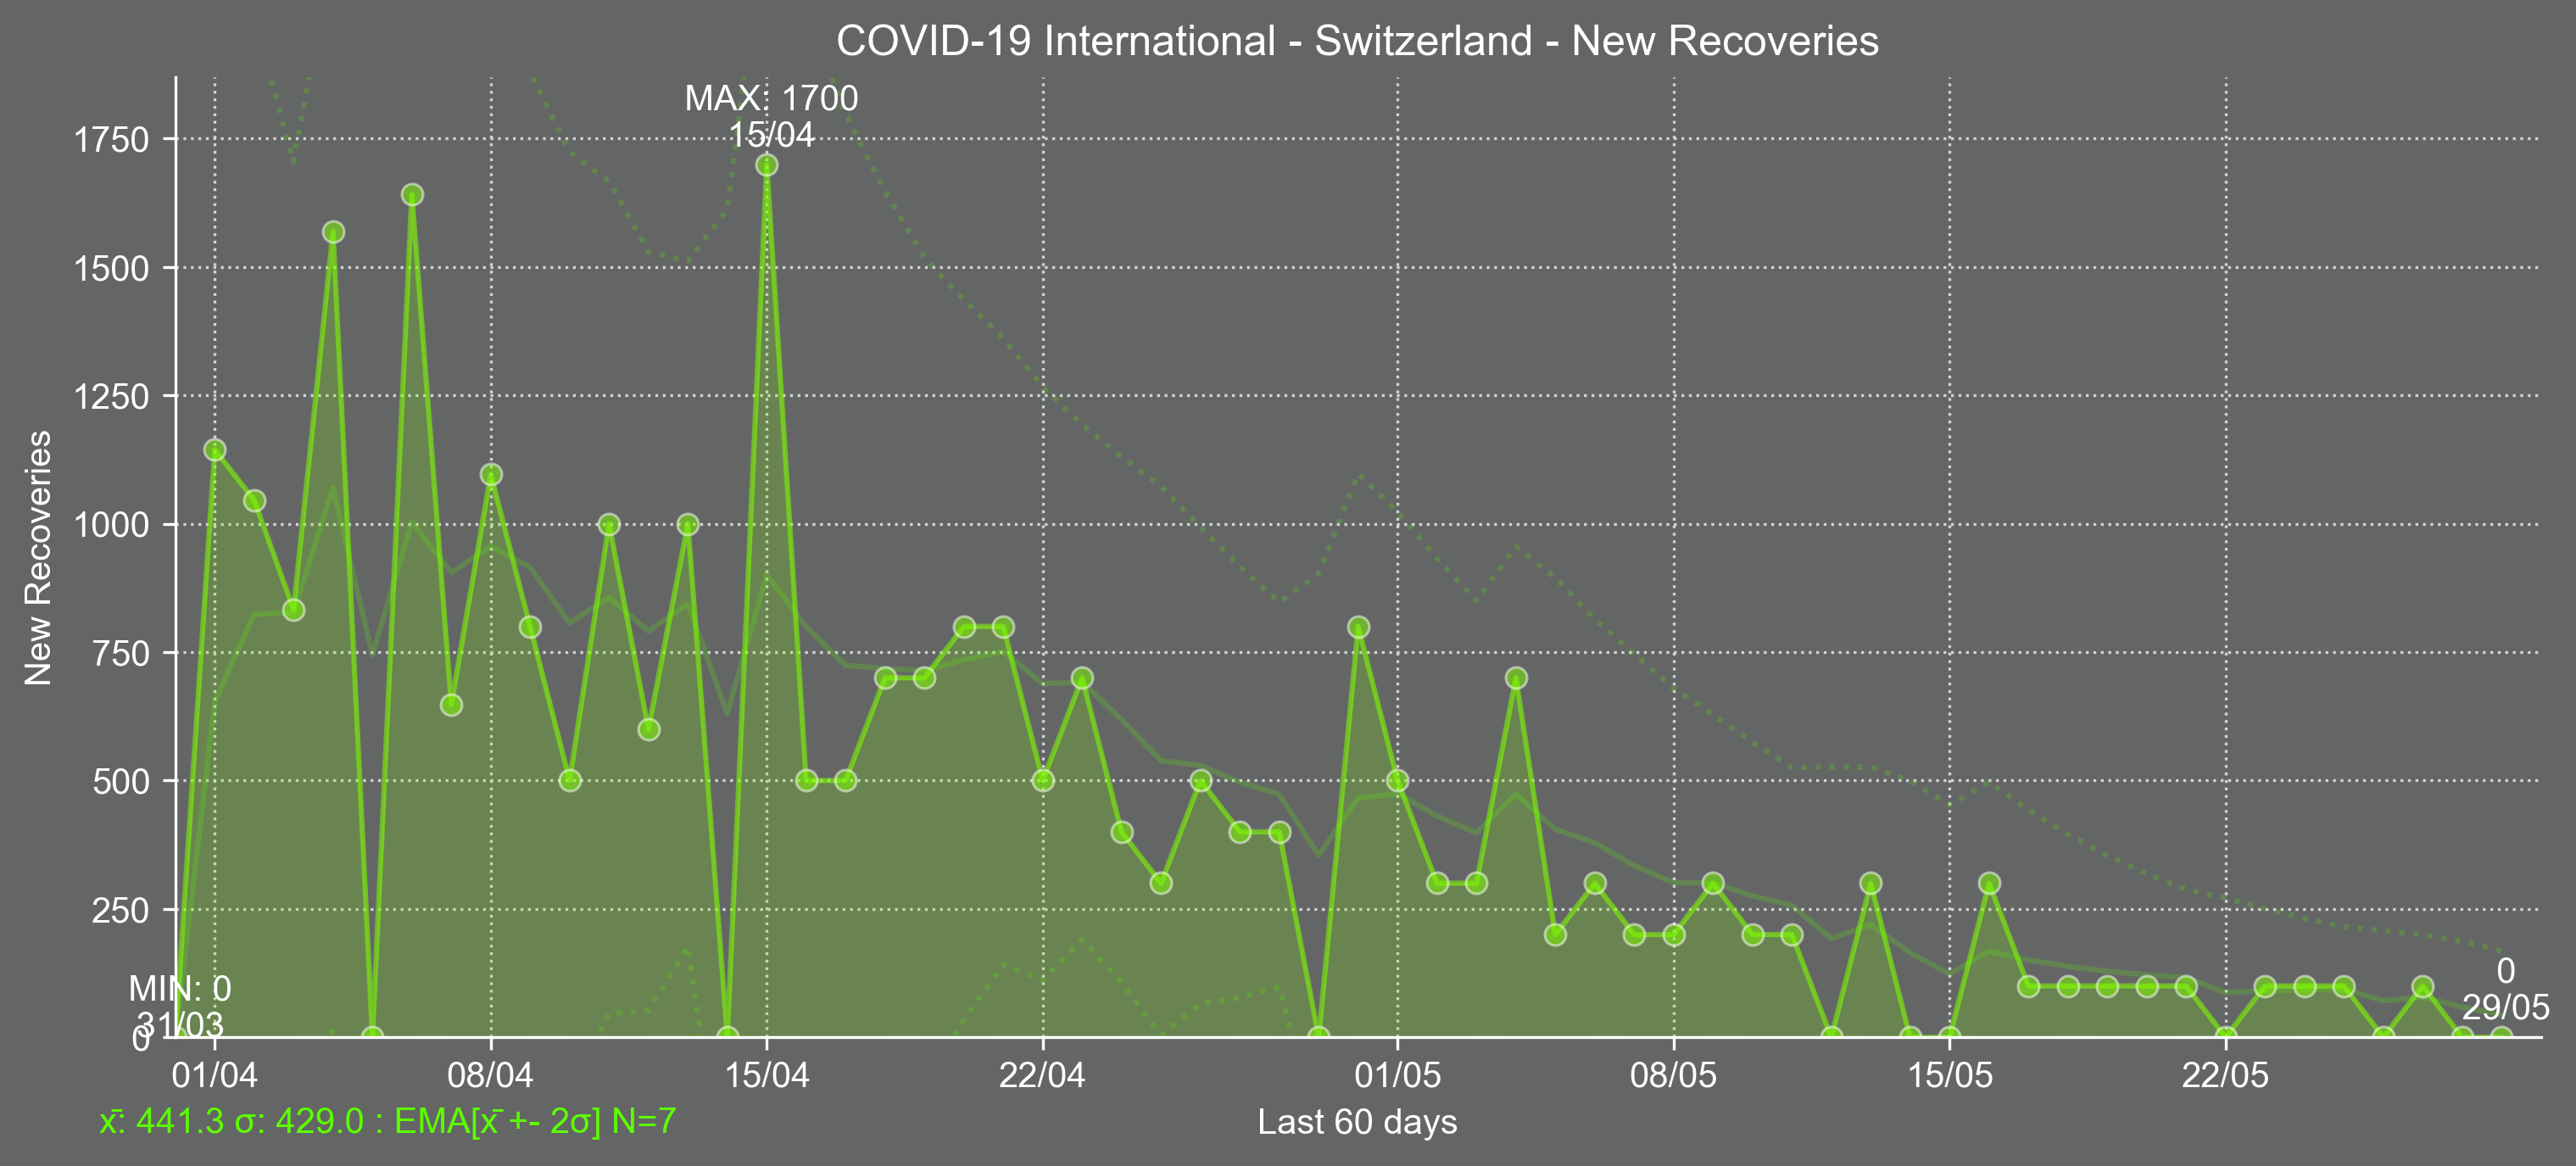 COVID-19 International - Switzerland - New Recoveries
MAX: 1700
15/04
1750
1500
1250
1000
750
500
250
0
New Recoveries
MIN: 0
31/03
0
29/05
01/04 08/04 15/04 22/04 01/05 08/05 15/05 22/05
x̄: 441.3 σ: 429.0 : EMA[x̄ +- 2σ] N=7
Last 60 days